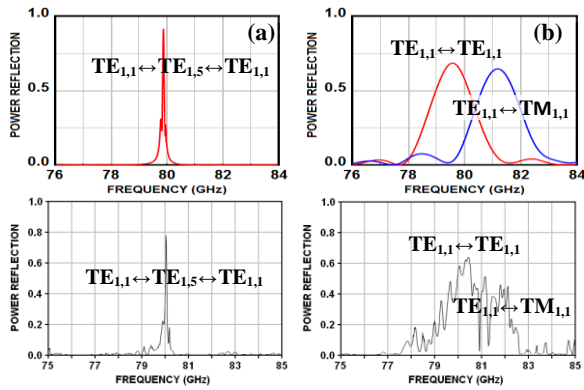 (a)
POWER REFLECTION
1.0
0.5
0.0
TE1,1↔TE1,5↔TE1,1
76 78 80 82 84
FREQUENCY (GHz)
(b)
POWER REFLECTION
1.0
0.5
0.0
TE1,1↔TE1,1
TE1,1↔TM1,1
76 78 80 82 84
FREQUENCY (GHz)
POWER REFLECTION
1.0
0.8
0.6
0.4
0.2
0.0
TE1,1↔TE1,5↔TE1,1
75 77 79 81 83 85
FREQUENCY (GHz)
POWER REFLECTION
1.0
0.8
0.6
0.4
0.2
0.0
TE1,1↔TE1,1
TE1,1↔TM1,1
75 77 79 81 83 85
FREQUENCY (GHz)